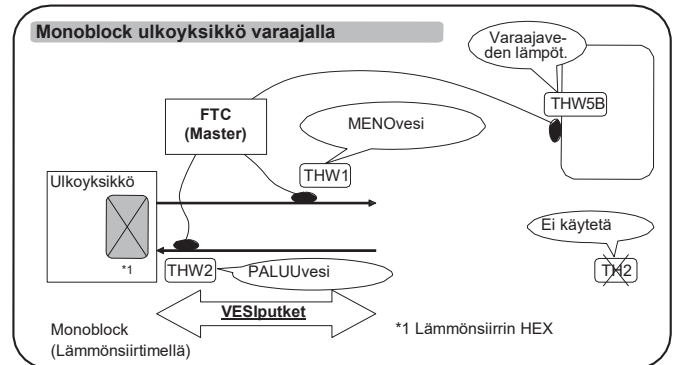 Monoblock ulkoyksikkö varaajalla
Varaajave-
den lämpöt.
THW5B
FTC
(Master)
MENOvesi
THW1
Ulkoyksikkö
*1
THW2
PALUUvesi
Ei käytetä
TH2
VESIputket
Monoblock
(Lämmönsiirtimellä)
*1 Lämmönsiirrin HEX